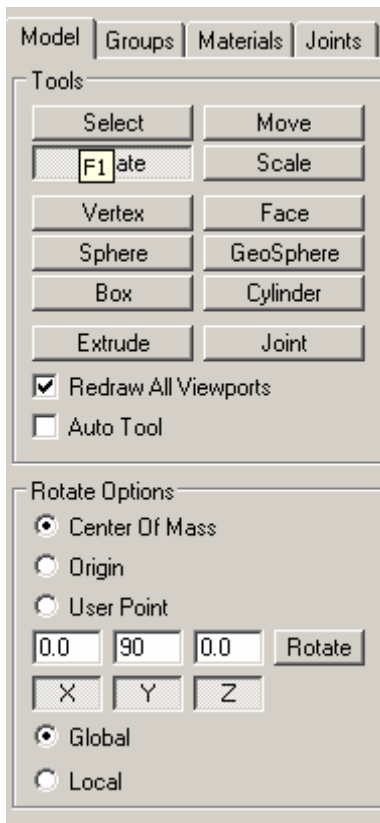 Model Groups Materials Joints
Tools
Select Move
F1 ate Scale
Vertex Face
Sphere GeoSphere
Box Cylinder
Extrude Joint
Redraw All Viewports
Auto Tool
Rotate Options
Center Of Mass
Origin
User Point
0.0 90 0.0 Rotate
X Y Z
Global
Local